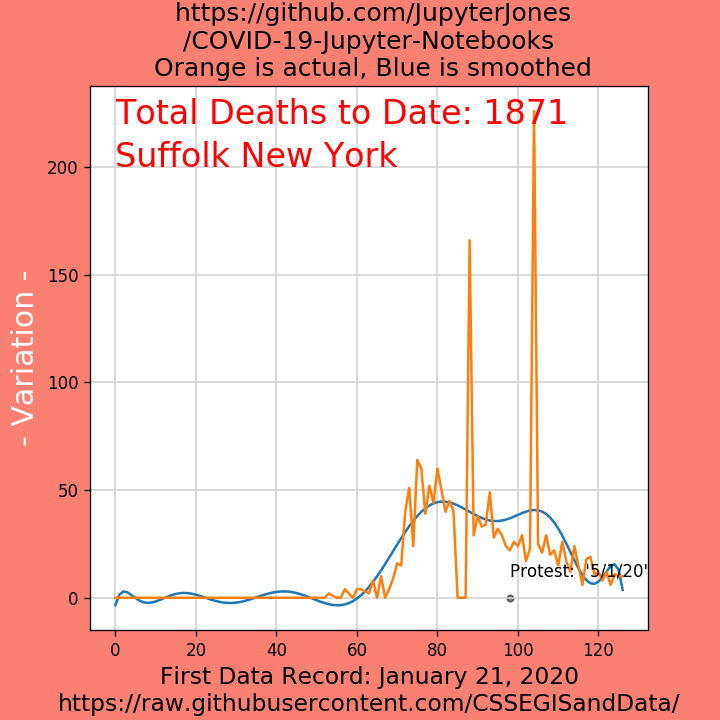 https://github.com/JupyterJones
/COVID-19-Jupyter-Notebooks
Orange is actual, Blue is smoothed
Total Deaths to Date: 1871
Suffolk New York
- Variation -
200
150
100
50
0
Protest: '5/1/20'
0 20 40 60 80 100 120
First Data Record: January 21, 2020
https://raw.githubusercontent.com/CSSEGISandData/